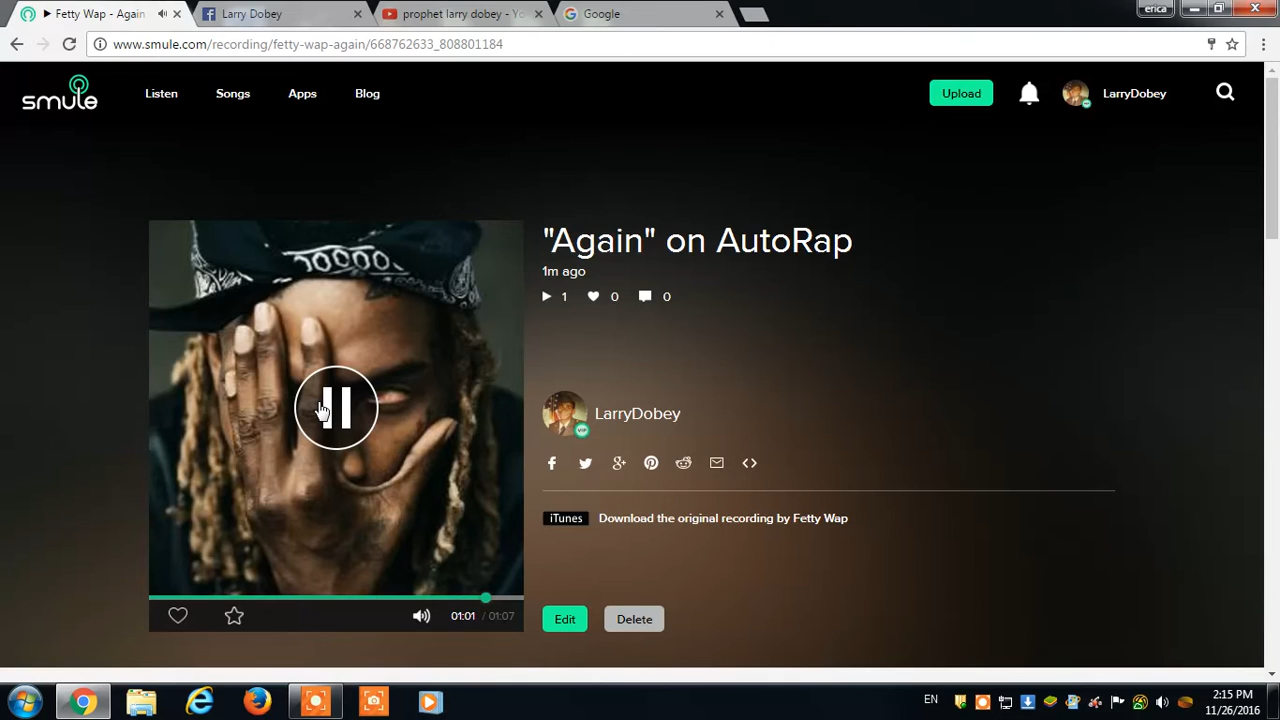 Fetty Wap - Again
Larry Dobey
prophet larry dobey - Yo
Google
erica
www.smule.com/recording/fetty-wap-again/668762633_808801184
smule
Listen
Songs
Apps
Blog
Upload
LarryDobey
"Again" on AutoRap
1m ago
1
0
0
LarryDobey
VIP
iTunes
Download the original recording by Fetty Wap
01:01 / 01:07
Edit
Delete
EN
2:15 PM
11/26/2016